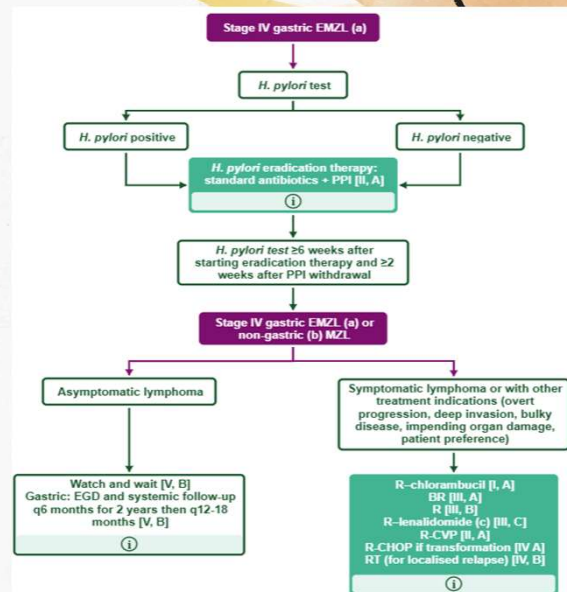 Stage IV gastric EMZL (a)
H. pylori test
H. pylori positive
H. pylori negative
H. pylori eradication therapy:
standard antibiotics + PPI [II, A]
H. pylori test ≥6 weeks after
starting eradication therapy and ≥2
weeks after PPI withdrawal
Stage IV gastric EMZL (a) or
non-gastric (b) MZL
Asymptomatic lymphoma
Symptomatic lymphoma or with other
treatment indications (overt
progression, deep invasion, bulky
disease, impending organ damage,
patient preference)
Watch and wait [V, B]
Gastric: EGD and systemic follow-up
q6 months for 2 years then q12-18
months [V, B]
R–chlorambucil [I, A]
BR [III, A]
R [III, B]
R–lenalidomide (c) [III, C]
R-CVP [II, A]
R-CHOP if transformation [IV A]
RT (for localised relapse) [IV, B]